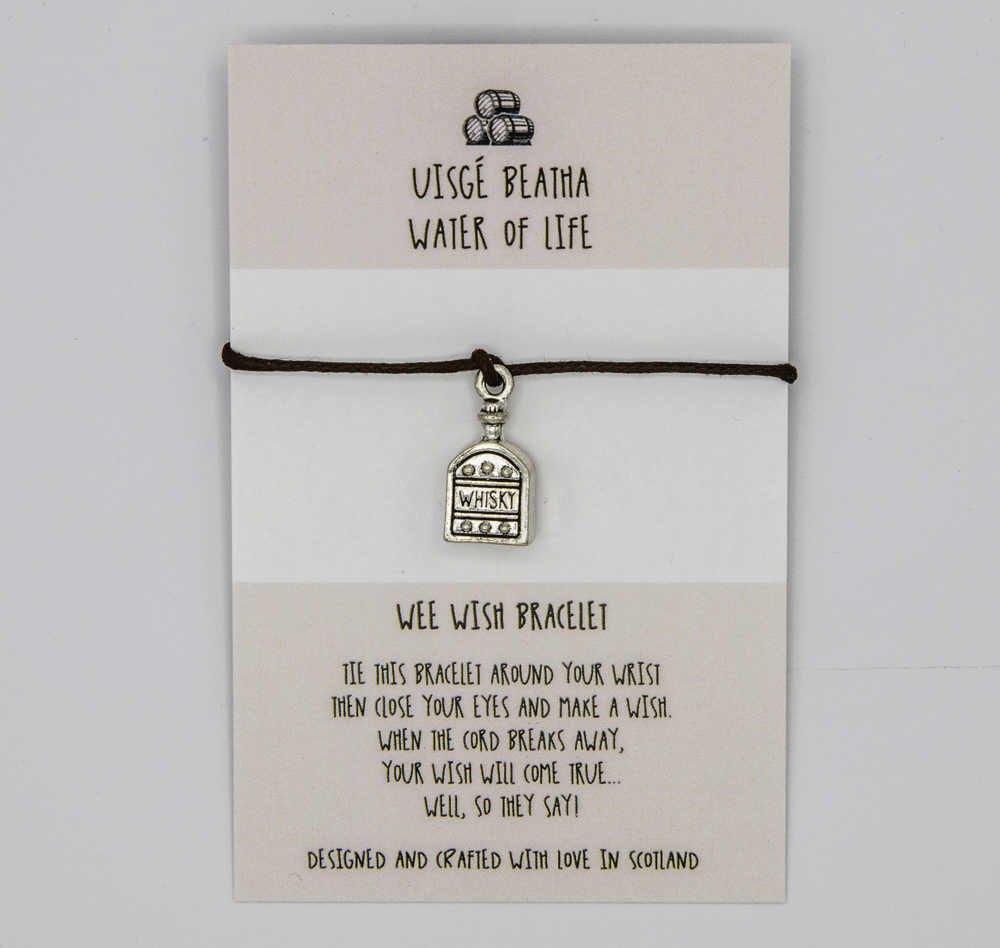 UISGÉ BEATHA
WATER OF LIFE
WHISKY
WEE WISH BRACELET
TIE THIS BRACELET AROUND YOUR WRIST
THEN CLOSE YOUR EYES AND MAKE A WISH.
WHEN THE CORD BREAKS AWAY,
YOUR WISH WILL COME TRUE...
WELL, SO THEY SAY!
DESIGNED AND CRAFTED WITH LOVE IN SCOTLAND